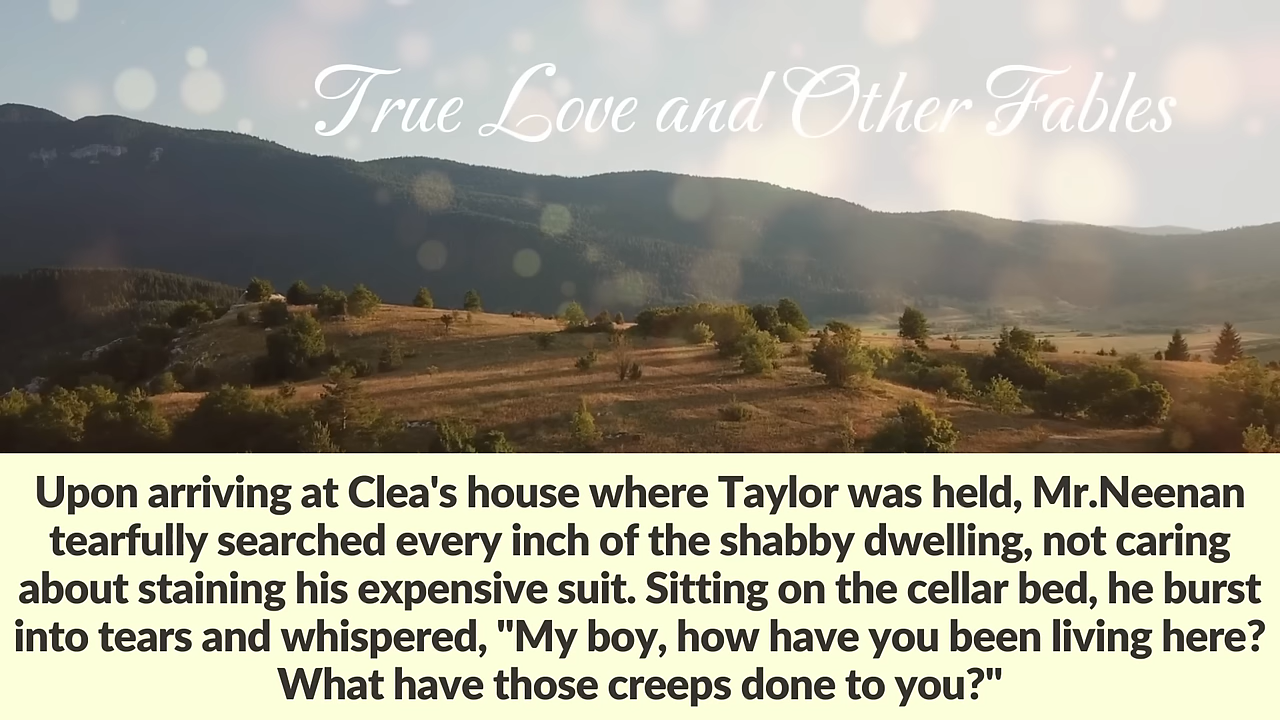 True Love and Other Fables
Upon arriving at Clea's house where Taylor was held, Mr.Neenan
tearfully searched every inch of the shabby dwelling, not caring
about staining his expensive suit. Sitting on the cellar bed, he burst
into tears and whispered, "My boy, how have you been living here?
What have those creeps done to you?"